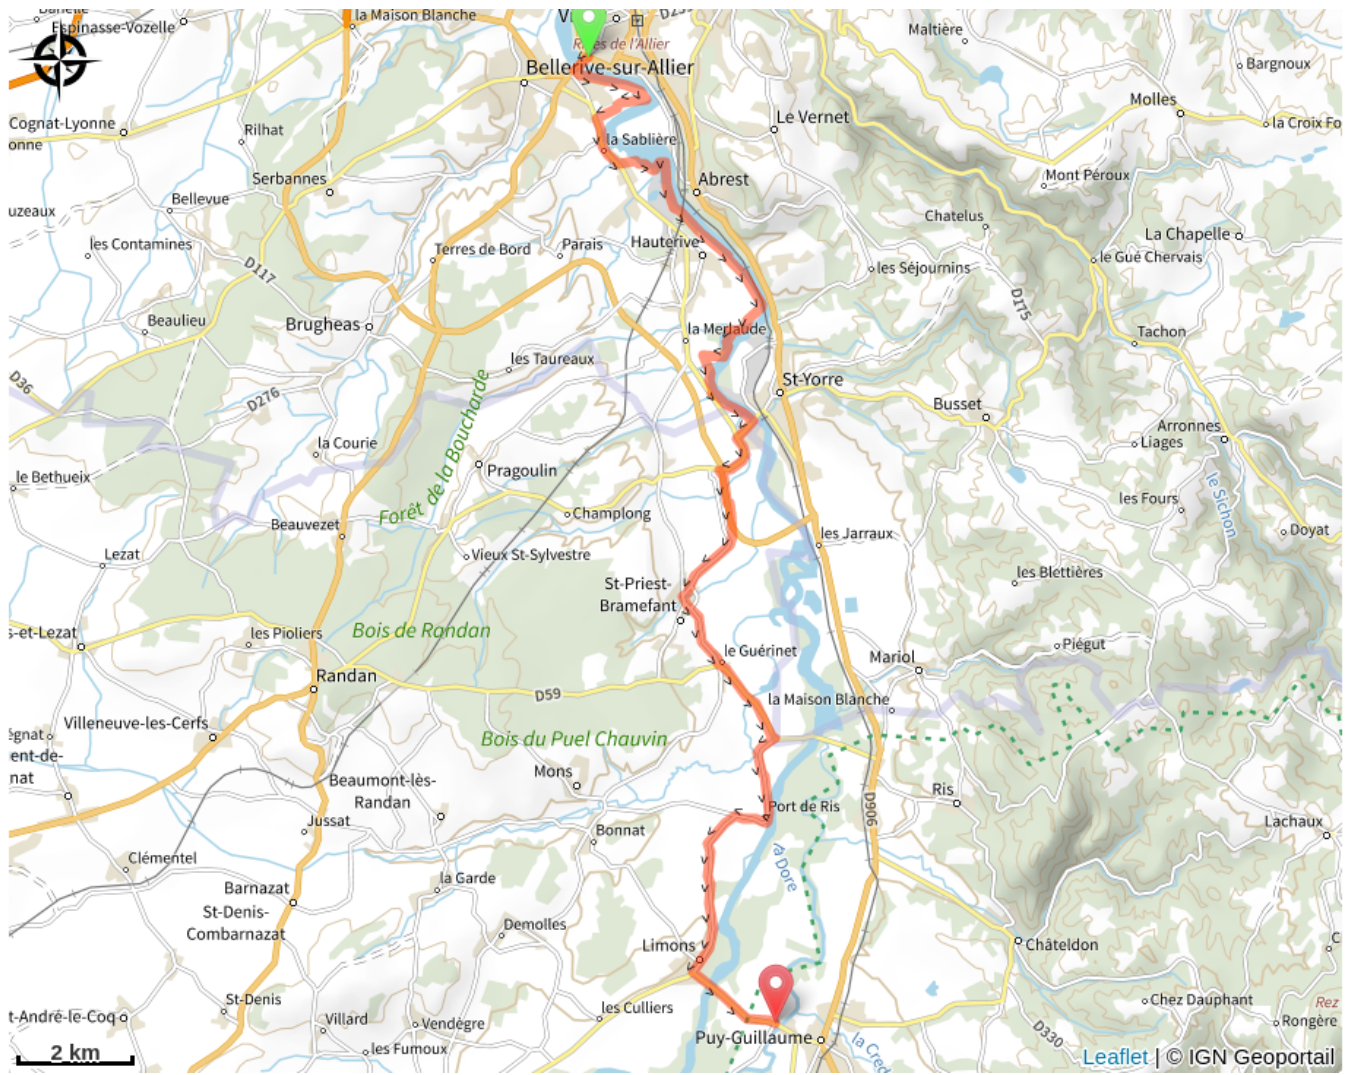 Espinasse-Vozelle
la Maison Blanche
Rives de l'Allier
Bellerive-sur-Allier
Maltière
Bargnoux
Molles
la Croix Fo
Cognat-Lyonne
onne
Rilhat
Le Vernet
la Sablière
Serbannes
Abrest
Mont Péroux
Bellevue
uzeaux
Chatelus
les Contamines
Terres de Bord
Parais
Hauterive
La Chapelle
le Gué Chervais
D117
les Séjournins
D175
Beaulieu
Brugheas
la Merlaude
Tachon
les Taureaux
D36
D276
St-Yorre
Busset
Arronnes
Liages
la Courie
Forêt de la Boucharde
Pragoulin
le Bethueix
les Fours
le Sichon
Champlong
Beauvezet
Doyat
les Jarraux
Lezat
Vieux St-Sylvestre
St-Priest-
Bramefant
les Blettières
s-et-Lezat
les Pioliers
Bois de Randan
le Guérinet
Piégut
Mariol
Randan
D59
la Maison Blanche
Villeneuve-les-Cerfs
égnat
ent-de-
nat
Bois du Puel Chauvin
Mons
Beaumont-lès-
Randan
Ris
Port de Ris
D906
Jussat
Bonnat
Lachaux
Clémentel
la Dore
la Garde
Barnazat
St-Denis-
Combarnazat
Demolles
Limons
Châteldon
St-Denis
les Culliers
Chez Dauphant
Rez
t-André-le-Coq
Villard
Vendègre
Rongère
Puy-Guillaume
D330
les Fumoux
la Cred
2 km
Leaflet | © IGN Geoportail